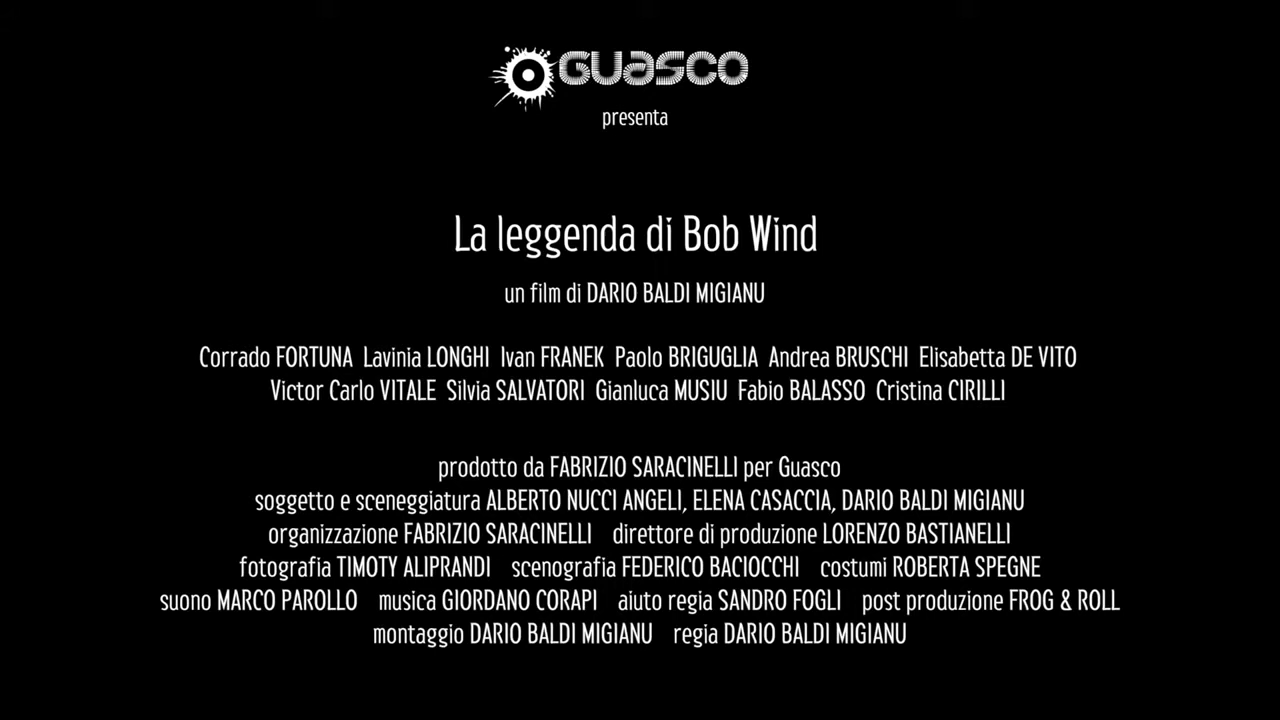 GUASCO
presenta
La leggenda di Bob Wind
un film di DARIO BALDI MIGIANU
Corrado FORTUNA Lavinia LONGHI Ivan FRANEK Paolo BRIGUGLIA Andrea BRUSCHI Elisabetta DE VITO
Victor Carlo VITALE Silvia SALVATORI Gianluca MUSIU Fabio BALASSO Cristina CIRILLI
prodotto da FABRIZIO SARACINELLI per Guasco
soggetto e sceneggiatura ALBERTO NUCCI ANGELI, ELENA CASACCIA, DARIO BALDI MIGIANU
organizzazione FABRIZIO SARACINELLI direttore di produzione LORENZO BASTIANELLI
fotografia TIMOTY ALIPRANDI scenografia FEDERICO BACIOCCHI costumi ROBERTA SPEGNE
suono MARCO PAROLLO musica GIORDANO CORAPI aiuto regia SANDRO FOGLI post produzione FROG & ROLL
montaggio DARIO BALDI MIGIANU regia DARIO BALDI MIGIANU